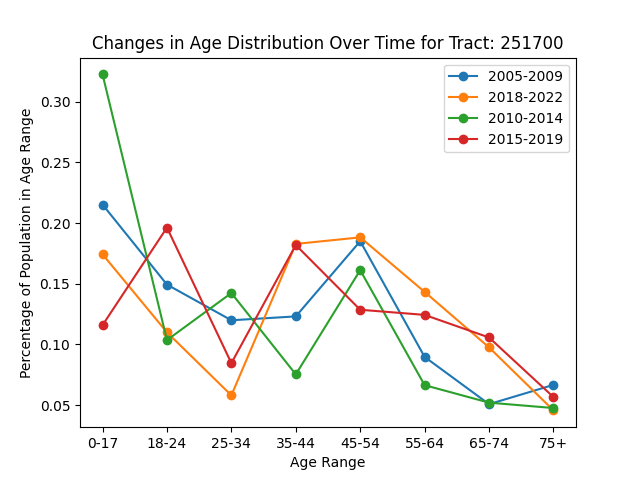 Changes in Age Distribution Over Time for Tract: 251700
2005-2009
2018-2022
2010-2014
2015-2019
Percentage of Population in Age Range
0.30
0.25
0.20
0.15
0.10
0.05
0-17 18-24 25-34 35-44 45-54 55-64 65-74 75+
Age Range